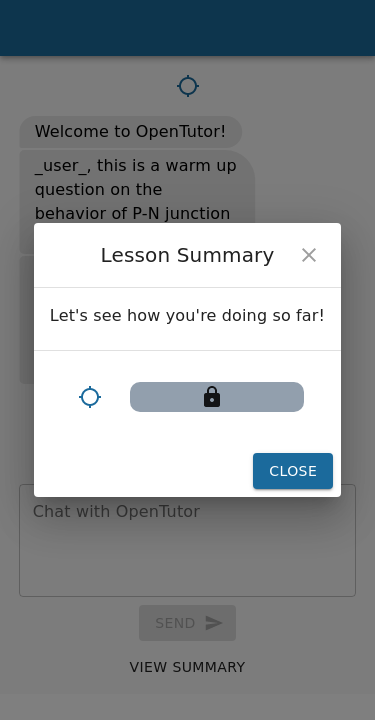 Welcome to OpenTutor!
_user_, this is a warm up
question on the
behavior of P-N junction
Lesson Summary
Let's see how you're doing so far!
CLOSE
Chat with OpenTutor
SEND
VIEW SUMMARY